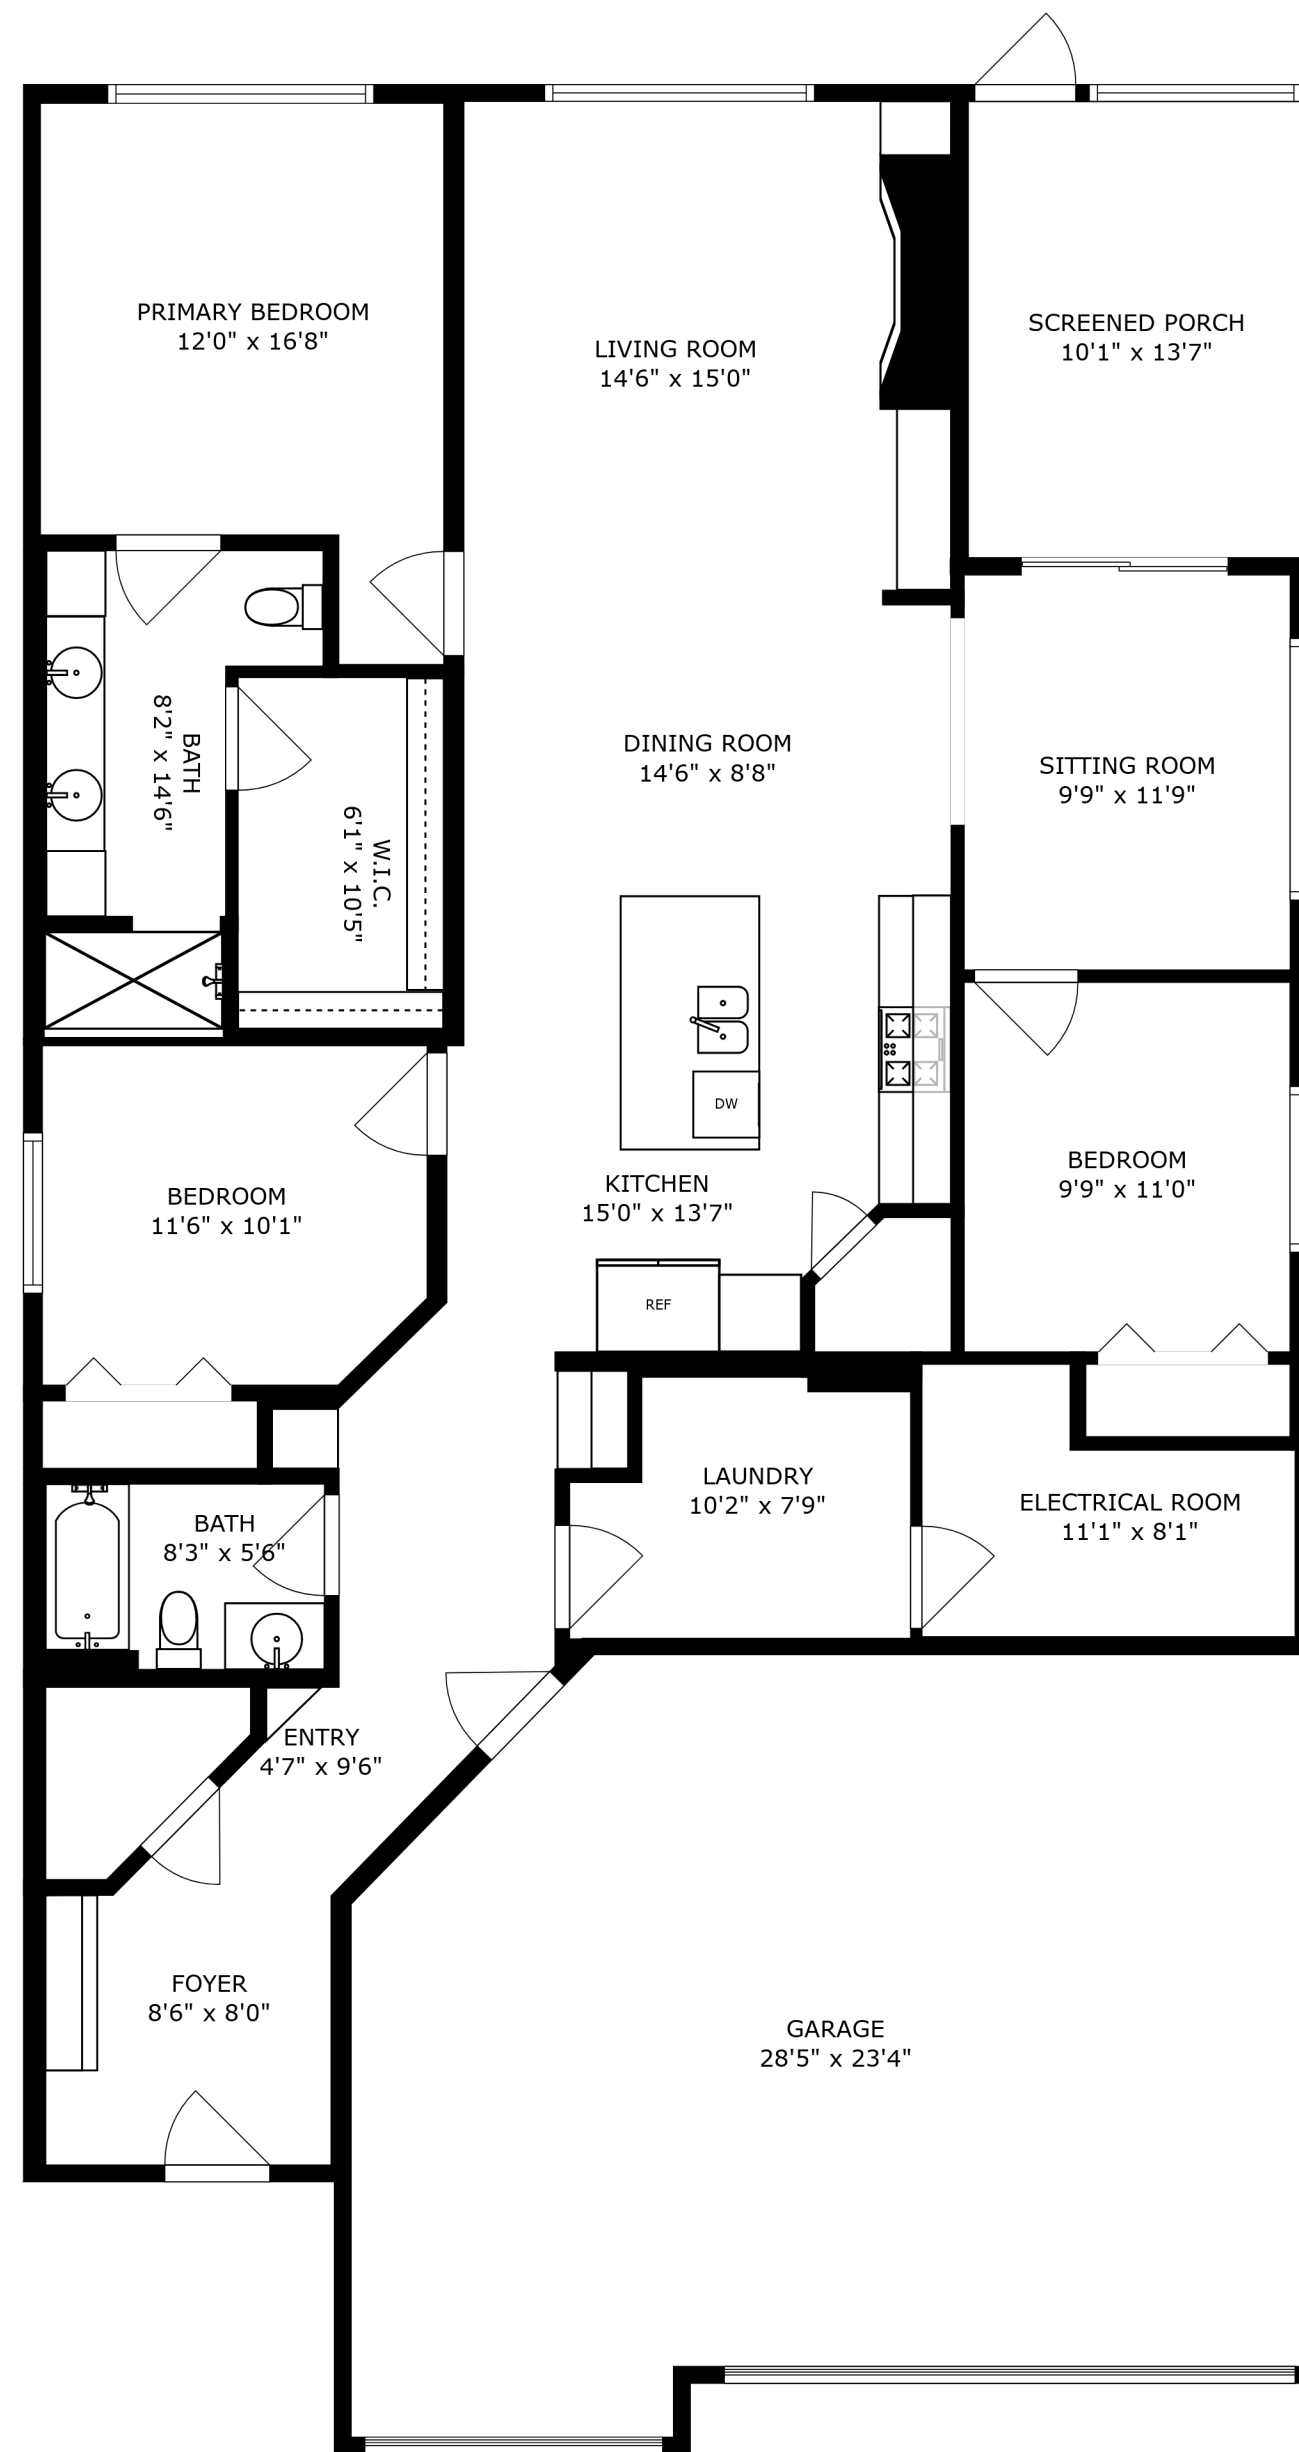 PRIMARY BEDROOM
12'0" x 16'8"
LIVING ROOM
14'6" x 15'0"
SCREENED PORCH
10'1" x 13'7"
BATH
8'2" x 14'6"
W.I.C.
6'1" x 10'5"
DINING ROOM
14'6" x 8'8"
SITTING ROOM
9'9" x 11'9"
DW
BEDROOM
11'6" x 10'1"
KITCHEN
15'0" x 13'7"
BEDROOM
9'9" x 11'0"
REF
BATH
8'3" x 5'6"
LAUNDRY
10'2" x 7'9"
ELECTRICAL ROOM
11'1" x 8'1"
ENTRY
4'7" x 9'6"
FOYER
8'6" x 8'0"
GARAGE
28'5" x 23'4"